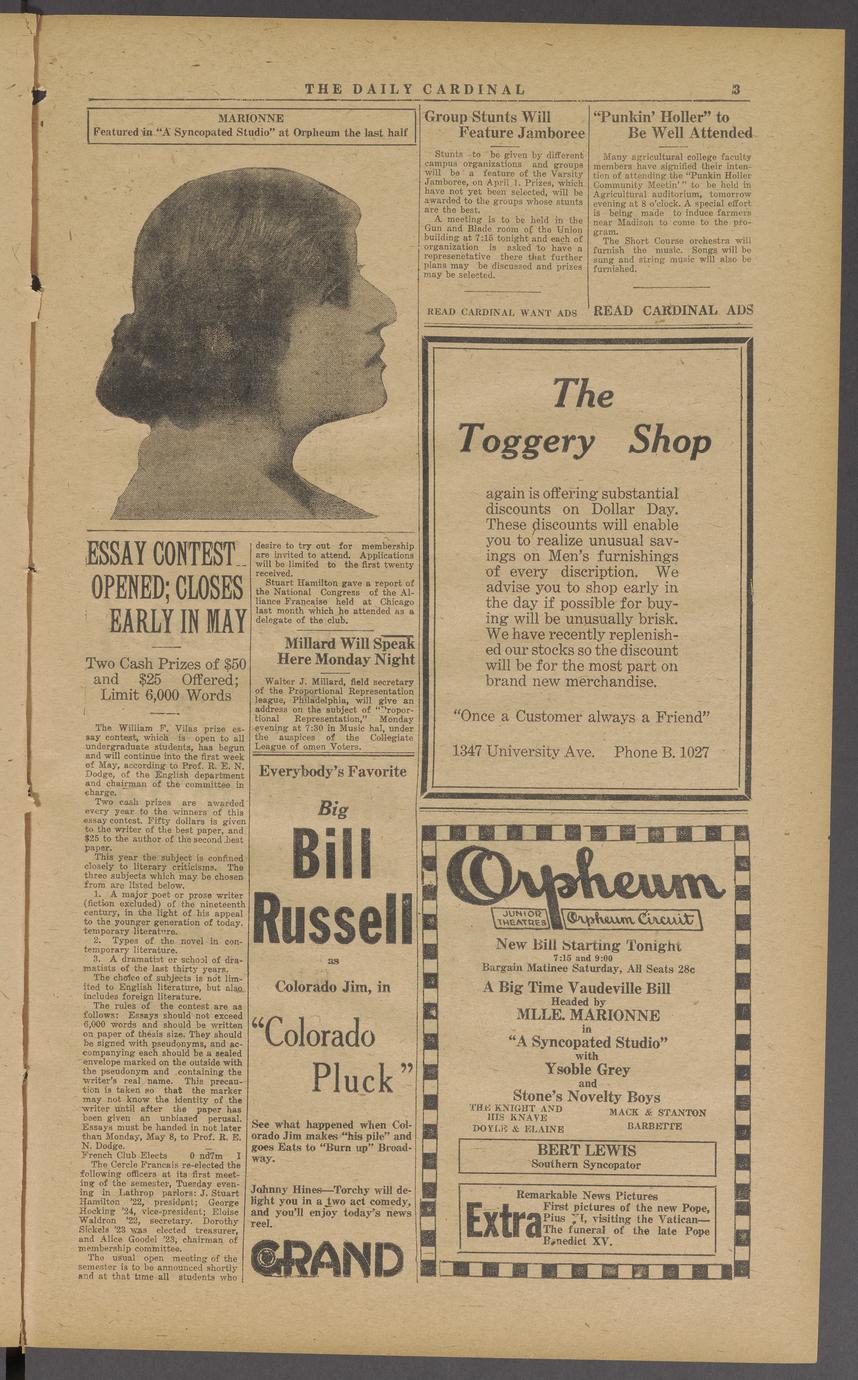 THE DAILY CARDINAL
3
MARIONNE
Featured in "A Syncopated Studio" at Orpheum the last half
ESSAY CONTEST
OPENED; CLOSES
EARLY IN MAY
Two Cash Prizes of $50
and $25 Offered;
Limit 6,000 Words
The William F. Vilas prize es-
say contest, which is open to all
undergraduate students, has begun
and will continue into the first week
of May, according to Prof. R. E. N.
Dodge, of the English department
and chairman of the committee in
charge.
Two cash prizes are awarded
every year to the winners of this
essay contest. Fifty dollars is given
to the writer of the best paper, and
$25 to the author of the second best
paper.
This year the subject is confined
closely to literary criticisms. The
three subjects which may be chosen
from are listed below.
1. A major poet or prose writer
(fiction excluded) of the nineteenth
century, in the light of his appeal
to the younger generation of today.
temporary literature.
2. Types of the novel in con-
temporary literature.
3. A dramatist or school of dra-
matists of the last thirty years.
The choice of subjects is not lim-
ited to English literature, but also
includes foreign literature.
The rules of the contest are as
follows: Essays should not exceed
6,000 words and should be written
on paper of thesis size. They should
be signed with pseudonyms, and ac-
companying each should be a sealed
envelope marked on the outside with
the pseudonym and containing the
writer's real name. This precau-
tion is taken so that the marker
may not know the identity of the
writer until after the paper has
been given an unbiased perusal.
Essays must be handed in not later
than Monday, May 8, to Prof. R. E.
N. Dodge.
French Club Elects 0 nd7m I
The Cercle Francais re-elected the
following officers at its first meet-
ing of the semester, Tuesday even-
ing in Lathrop parlors: J. Stuart
Hamilton '22, president; George
Hocking '24, vice-president; Eloise
Waldron '22, secretary. Dorothy
Sickels '23 was elected treasurer,
and Alice Goodel '23, chairman of
membership committee.
The usual open meeting of the
semester is to be announced shortly
and at that time all students who
desire to try out for membership
are invited to attend. Applications
will be limited to the first twenty
received.
Stuart Hamilton gave a report of
the National Congress of the Al-
liance Francaise held at Chicago
last month which he attended as a
delegate of the club.
Millard Will Speak
Here Monday Night
Walter J. Millard, field secretary
of the Proportional Representation
league, Philadelphia, will give an
address on the subject of "Propor-
tional Representation," Monday
evening at 7:30 in Music hal, under
the auspices of the Collegiate
League of omen Voters.
Everybody's Favorite
Big
Bill
Russell
as
Colorado Jim, in
"Colorado
Pluck"
See what happened when Col-
orado Jim makes "his pile" and
goes Eats to "Burn up" Broad-
way.
Johnny Hines—Torchy will de-
light you in a two act comedy,
and you'll enjoy today's news
reel.
GRAND
Group Stunts Will
Feature Jamboree
Stunts to be given by different
campus organizations and groups
will be a feature of the Varsity
Jamboree, on April 1. Prizes, which
have not yet been selected, will be
awarded to the groups whose stunts
are the best.
A meeting is to be held in the
Gun and Blade room of the Union
building at 7:15 tonight and each of
organization is asked to have a
represenetative there that further
plans may be discussed and prizes
may be selected.
READ CARDINAL WANT ADS
"Punkin' Holler" to
Be Well Attended
Many agricultural college faculty
members have signified their inten-
tion of attending the "Punkin Holler
Community Meetin'" to be held in
Agricultural auditorium, tomorrow
evening at 8 o'clock. A special effort
is being made to induce farmers
near Madison to come to the pro-
gram.
The Short Course orchestra will
furnish the music. Songs will be
sung and string music will also be
furnished.
READ CARDINAL ADS
The
Toggery Shop
again is offering substantial
discounts on Dollar Day.
These discounts will enable
you to realize unusual sav-
ings on Men's furnishings
of every discription. We
advise you to shop early in
the day if possible for buy-
ing will be unusually brisk.
We have recently replenish-
ed our stocks so the discount
will be for the most part on
brand new merchandise.
"Once a Customer always a Friend"
1347 University Ave. Phone B. 1027
Orpheum
JUNIOR THEATRES Orpheum Circuit
New Bill Starting Tonight
7:15 and 9:00
Bargain Matinee Saturday, All Seats 28c
A Big Time Vaudeville Bill
Headed by
MLLE. MARIONNE
in
"A Syncopated Studio"
with
Ysoble Grey
and
Stone's Novelty Boys
THE KNIGHT AND
HIS KNAVE
MACK & STANTON
DOYLE & ELAINE
BARBETTE
BERT LEWIS
Southern Syncopator
Remarkable News Pictures
Extra
First pictures of the new Pope,
Pius XI, visiting the Vatican—
The funeral of the late Pope
Benedict XV.